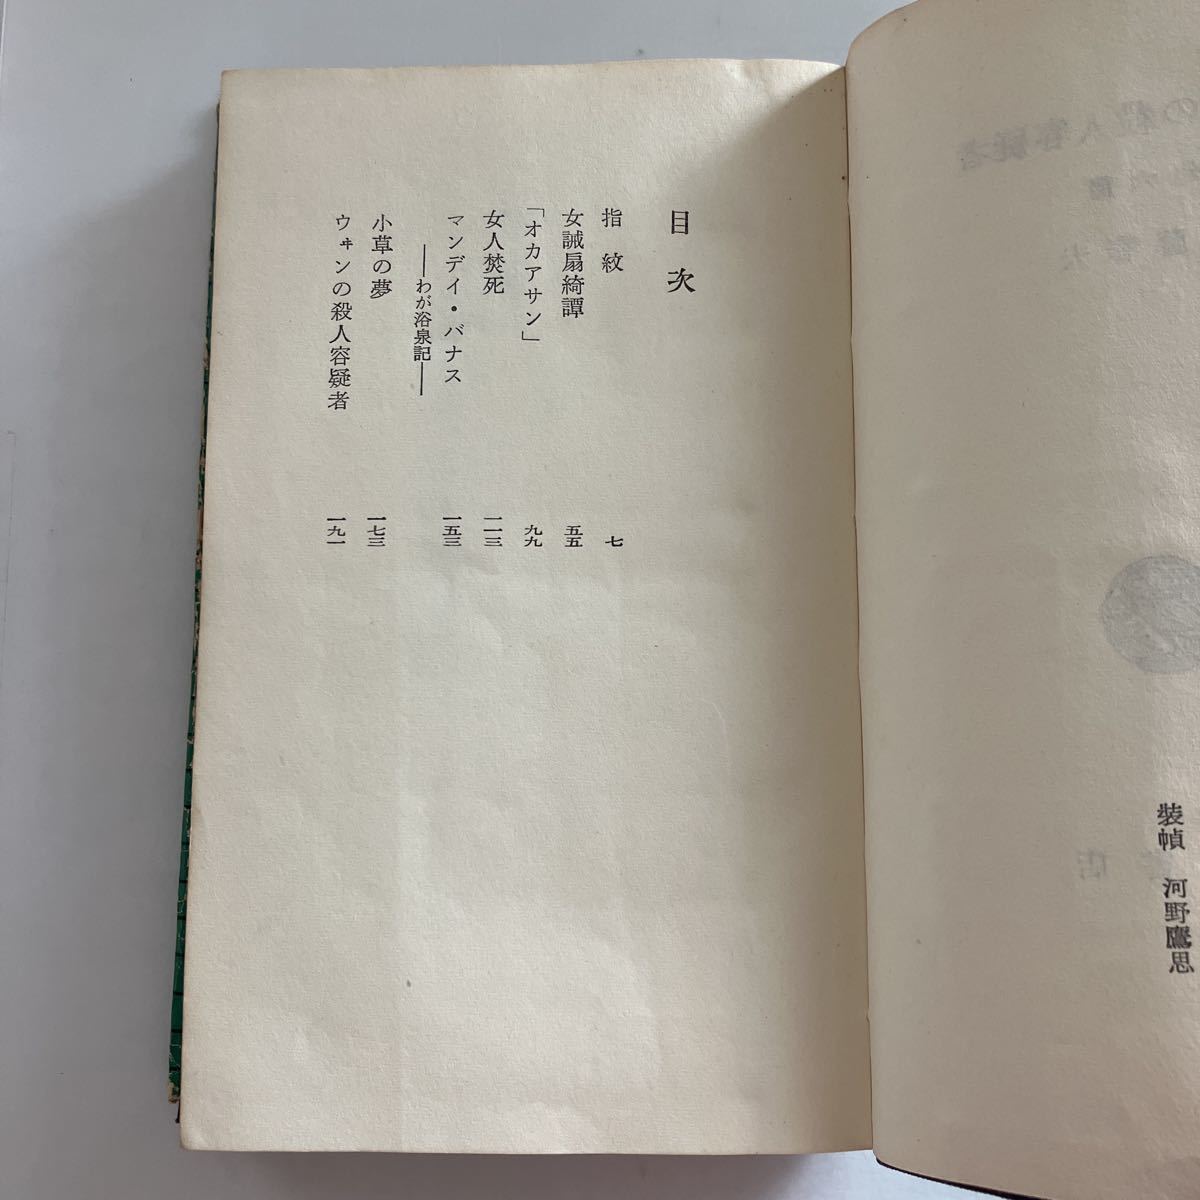 装幀 河野鷹思
目次
指紋 七
女誡扇綺譚 五五
「オカアサン」 九九
女人焚死 一一三
マンデイ・バナス 一五三
――わが浴泉記――
小草の夢 一七三
ウヰンの殺人容疑者 一九一